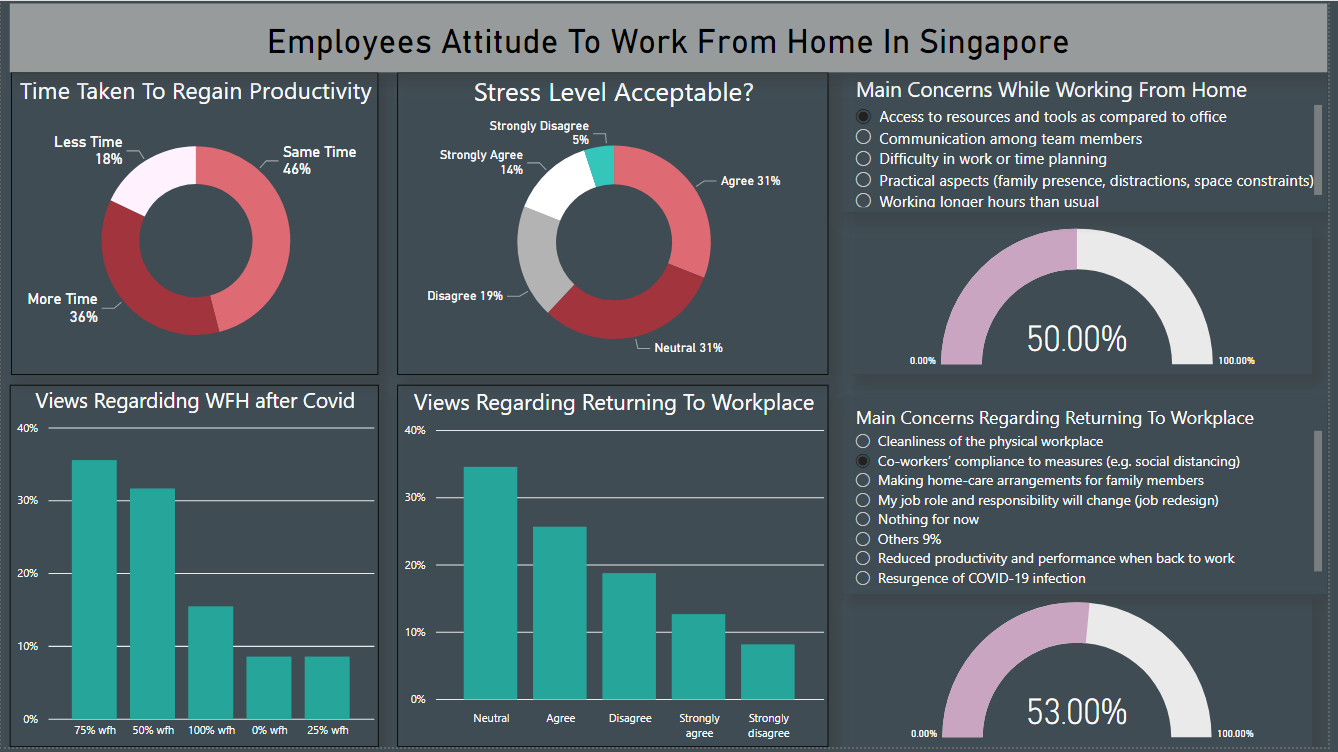 Employees Attitude To Work From Home In Singapore
Time Taken To Regain Productivity
Less Time
18%
Same Time
46%
More Time
36%
Stress Level Acceptable?
Strongly Disagree
5%
Strongly Agree
14%
Agree 31%
Disagree 19%
Neutral 31%
Main Concerns While Working From Home
Access to resources and tools as compared to office
Communication among team members
Difficulty in work or time planning
Practical aspects (family presence, distractions, space constraints)
Working longer hours than usual
50.00%
0.00%
100.00%
Views Regardidng WFH after Covid
40%
30%
20%
10%
0%
75% wfh
50% wfh
100% wfh
0% wfh
25% wfh
Views Regarding Returning To Workplace
40%
30%
20%
10%
0%
Neutral
Agree
Disagree
Strongly
agree
Strongly
disagree
Main Concerns Regarding Returning To Workplace
Cleanliness of the physical workplace
Co-workers’ compliance to measures (e.g. social distancing)
Making home-care arrangements for family members
My job role and responsibility will change (job redesign)
Nothing for now
Others 9%
Reduced productivity and performance when back to work
Resurgence of COVID-19 infection
53.00%
0.00%
100.00%